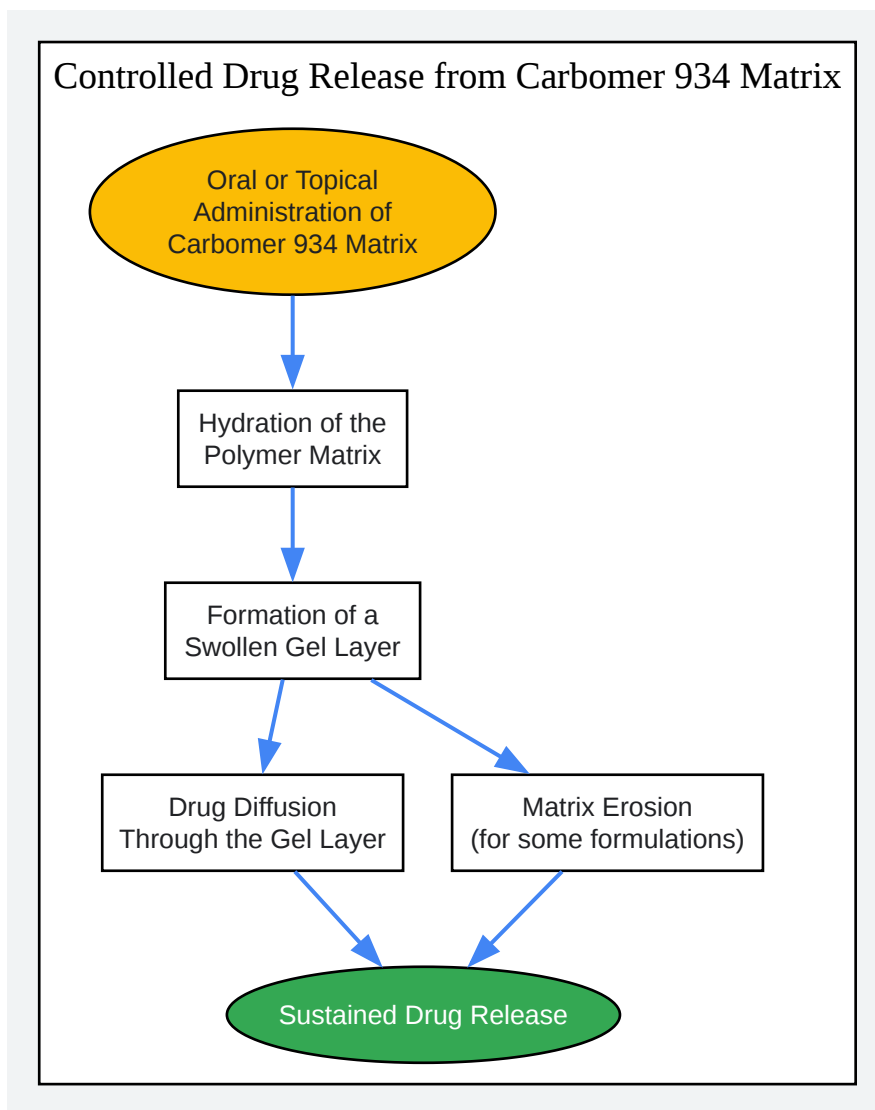 Controlled Drug Release from Carbomer 934 Matrix
Oral or Topical
Administration of
Carbomer 934 Matrix
Hydration of the
Polymer Matrix
Formation of a
Swollen Gel Layer
Drug Diffusion
Through the Gel Layer
Matrix Erosion
(for some formulations)
Sustained Drug Release